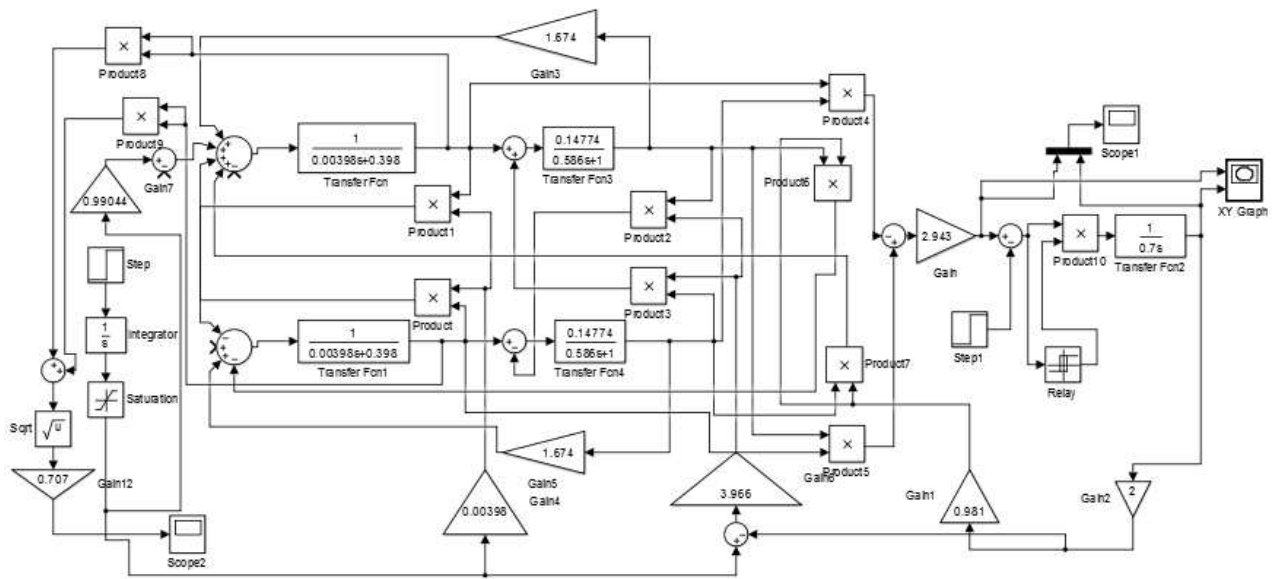 1.674
×
Product8
Gain3
×
Product4
×
Product9
Scope1
1
0.00398s+0.398
Transfer Fcn
0.14774
0.586s+1
Transfer Fcn3
Gain7
0.99044
×
Product6
XY Graph
×
Product1
×
Product2
2.943
Gain
×
Product10
1
0.7s
Transfer Fcn2
Step
×
Product
×
Product3
1
s
Integrator
1
0.00398s+0.398
Transfer Fcn1
0.14774
0.586s+1
Transfer Fcn4
Step1
×
Product7
Relay
Saturation
Sqrt
√u
1.674
Gain5
Gain4
×
Product5
Gain6
0.707
Gain12
0.00398
3.966
Gain1
0.981
Gain2
2
Scope2